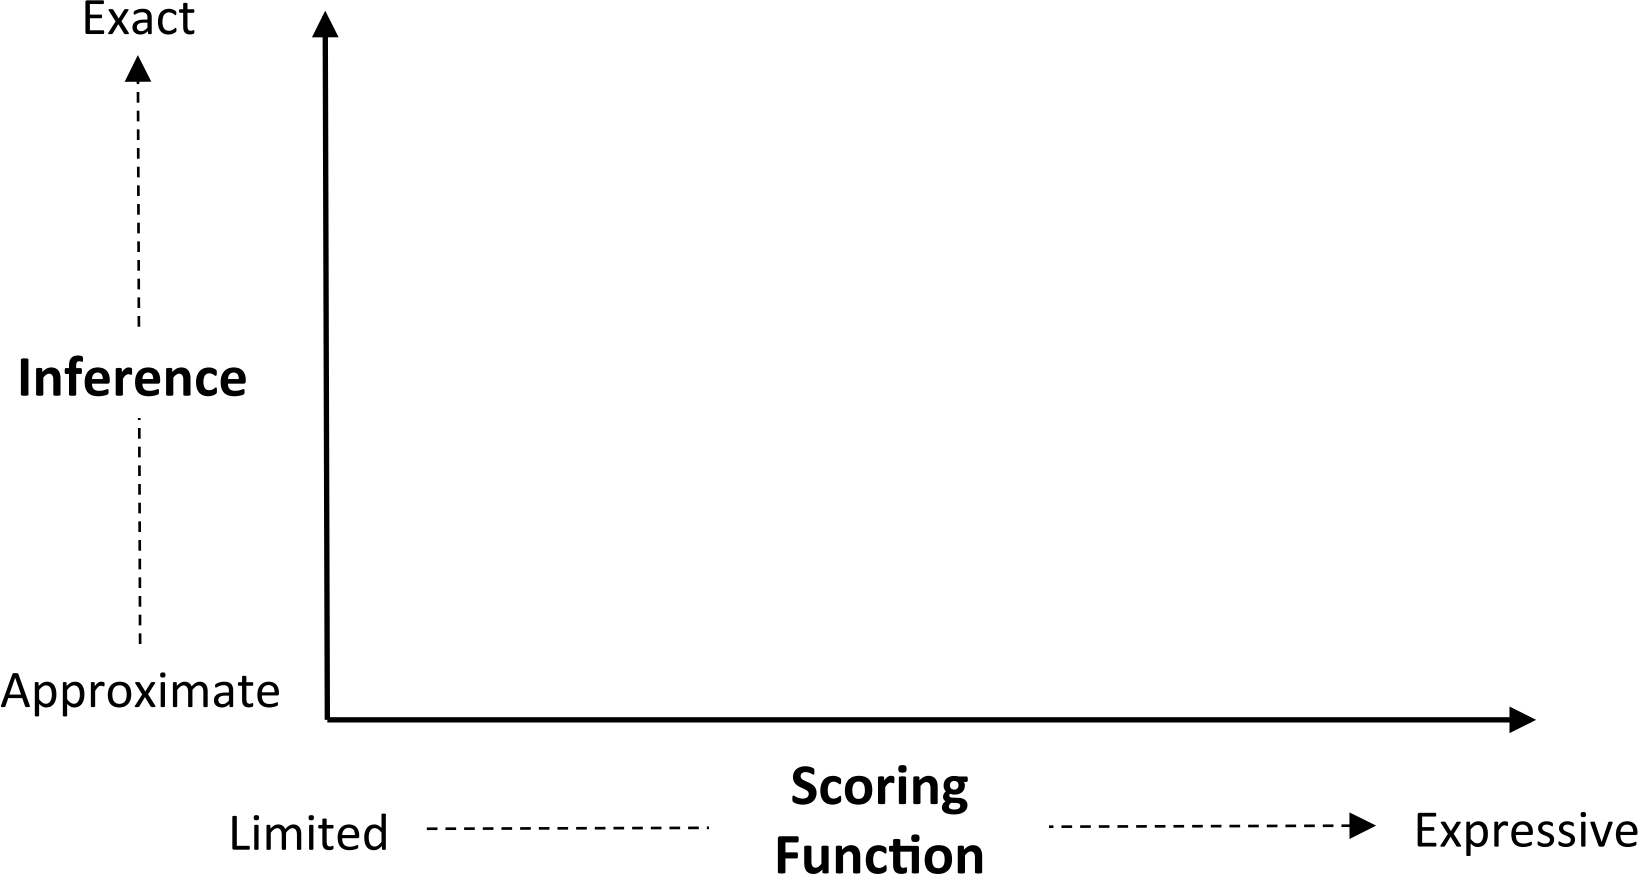 Exact
Inference
Approximate
Scoring
Function
Limited
Expressive